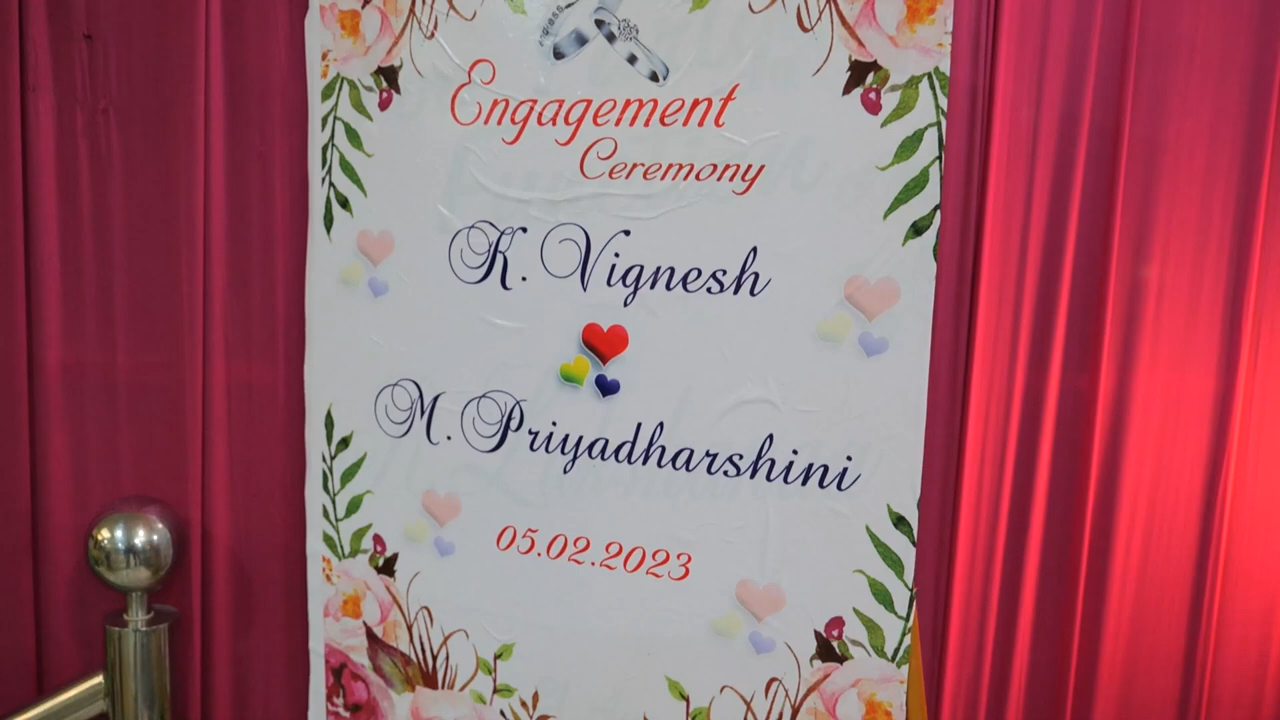 Engagement
Ceremony
K. Vignesh
M. Priyadharshini
05.02.2023